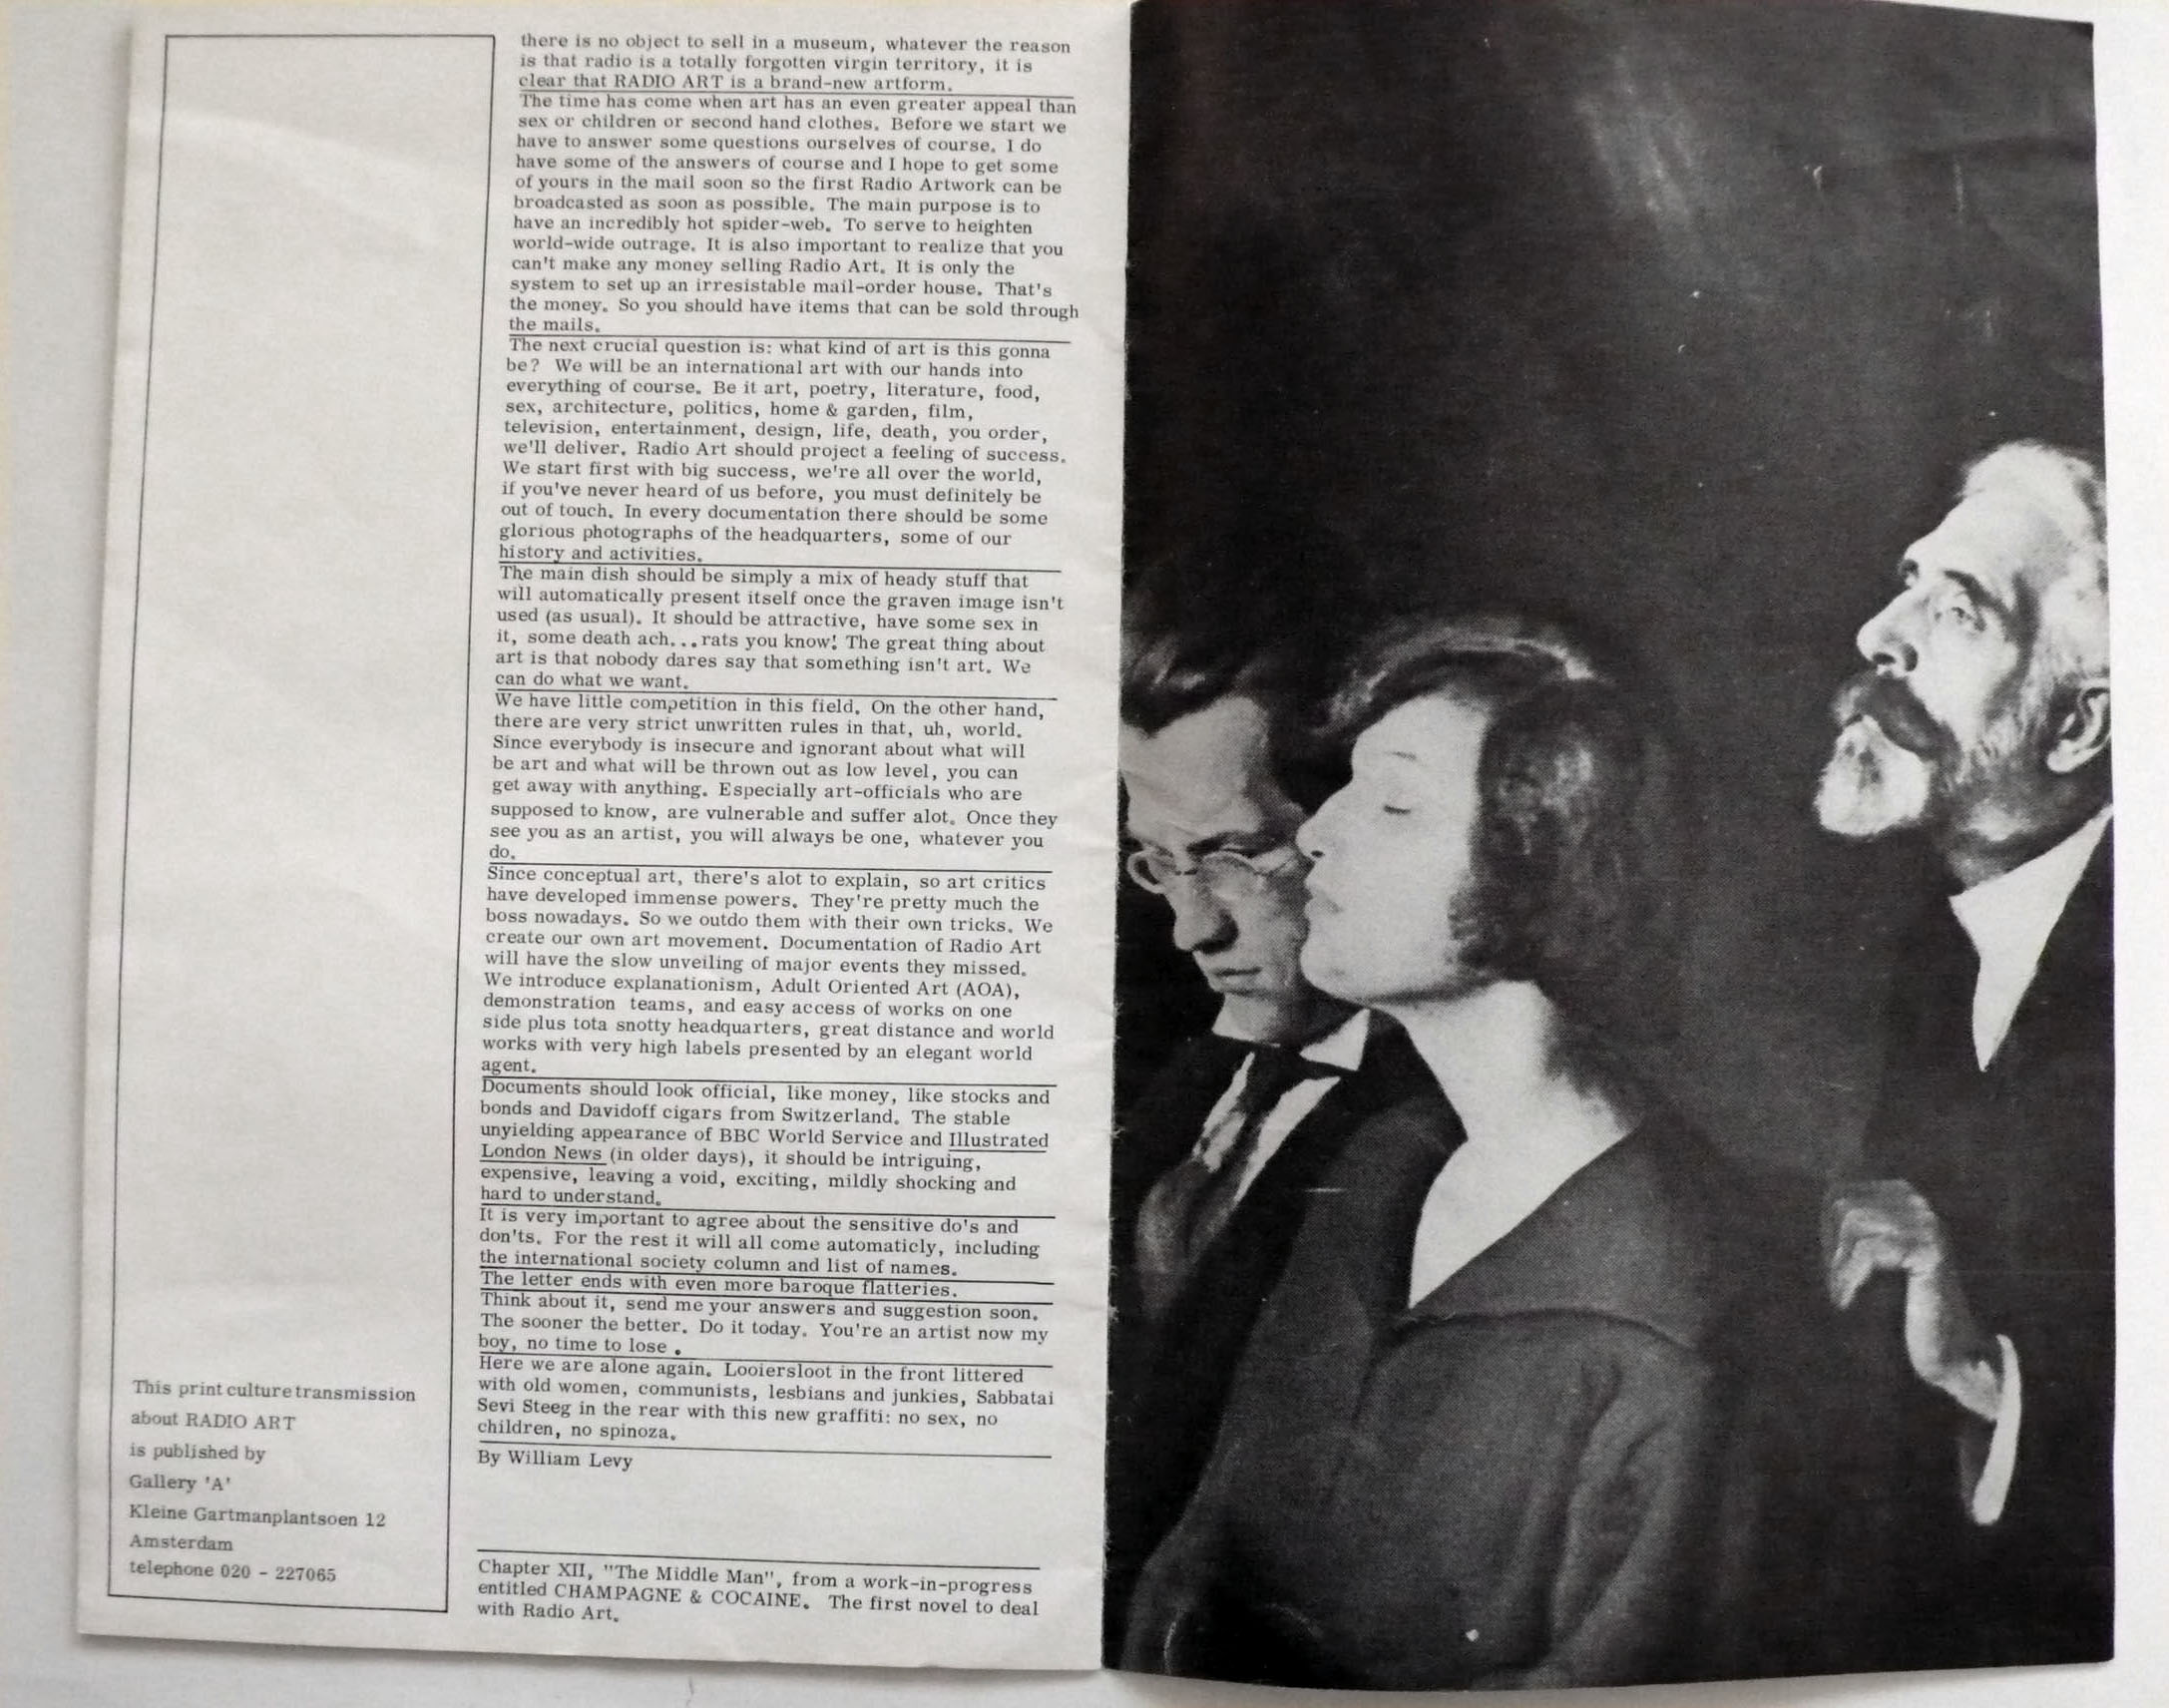 there is no object to sell in a museum, whatever the reason
is that radio is a totally forgotten virgin territory, it is
clear that RADIO ART is a brand-new artform.
The time has come when art has an even greater appeal than
sex or children or second hand clothes. Before we start we
have to answer some questions ourselves of course. I do
have some of the answers of course and I hope to get some
of yours in the mail soon so the first Radio Artwork can be
broadcasted as soon as possible. The main purpose is to
have an incredibly hot spider-web. To serve to heighten
world-wide outrage. It is also important to realize that you
can't make any money selling Radio Art. It is only the
system to set up an irresistable mail-order house. That's
the money. So you should have items that can be sold through
the mails.
The next crucial question is: what kind of art is this gonna
be? We will be an international art with our hands into
everything of course. Be it art, poetry, literature, food,
sex, architecture, politics, home & garden, film,
television, entertainment, design, life, death, you order,
we'll deliver. Radio Art should project a feeling of success.
We start first with big success, we're all over the world,
if you've never heard of us before, you must definitely be
out of touch. In every documentation there should be some
glorious photographs of the headquarters, some of our
history and activities.
The main dish should be simply a mix of heady stuff that
will automatically present itself once the graven image isn't
used (as usual). It should be attractive, have some sex in
it, some death ach...rats you know! The great thing about
art is that nobody dares say that something isn't art. We
can do what we want.
We have little competition in this field. On the other hand,
there are very strict unwritten rules in that, uh, world.
Since everybody is insecure and ignorant about what will
be art and what will be thrown out as low level, you can
get away with anything. Especially art-officials who are
supposed to know, are vulnerable and suffer alot. Once they
see you as an artist, you will always be one, whatever you
do.
Since conceptual art, there's alot to explain, so art critics
have developed immense powers. They're pretty much the
boss nowadays. So we outdo them with their own tricks. We
create our own art movement. Documentation of Radio Art
will have the slow unveiling of major events they missed.
We introduce explanationism, Adult Oriented Art (AOA),
demonstration teams, and easy access of works on one
side plus tota snotty headquarters, great distance and world
works with very high labels presented by an elegant world
agent.
Documents should look official, like money, like stocks and
bonds and Davidoff cigars from Switzerland. The stable
unyielding appearance of BBC World Service and Illustrated
London News (in older days), it should be intriguing,
expensive, leaving a void, exciting, mildly shocking and
hard to understand.
It is very important to agree about the sensitive do's and
don'ts. For the rest it will all come automaticly, including
the international society column and list of names.
The letter ends with even more baroque flatteries.
Think about it, send me your answers and suggestion soon.
The sooner the better. Do it today. You're an artist now my
boy, no time to lose.
Here we are alone again. Looiersloot in the front littered
with old women, communists, lesbians and junkies, Sabbatai
Sevi Steeg in the rear with this new graffiti: no sex, no
children, no spinoza.
By William Levy
Chapter XII, "The Middle Man", from a work-in-progress
entitled CHAMPAGNE & COCAINE. The first novel to deal
with Radio Art.
This print culture transmission
about RADIO ART
is published by
Gallery 'A'
Kleine Gartmanplantsoen 12
Amsterdam
telephone 020 - 227065